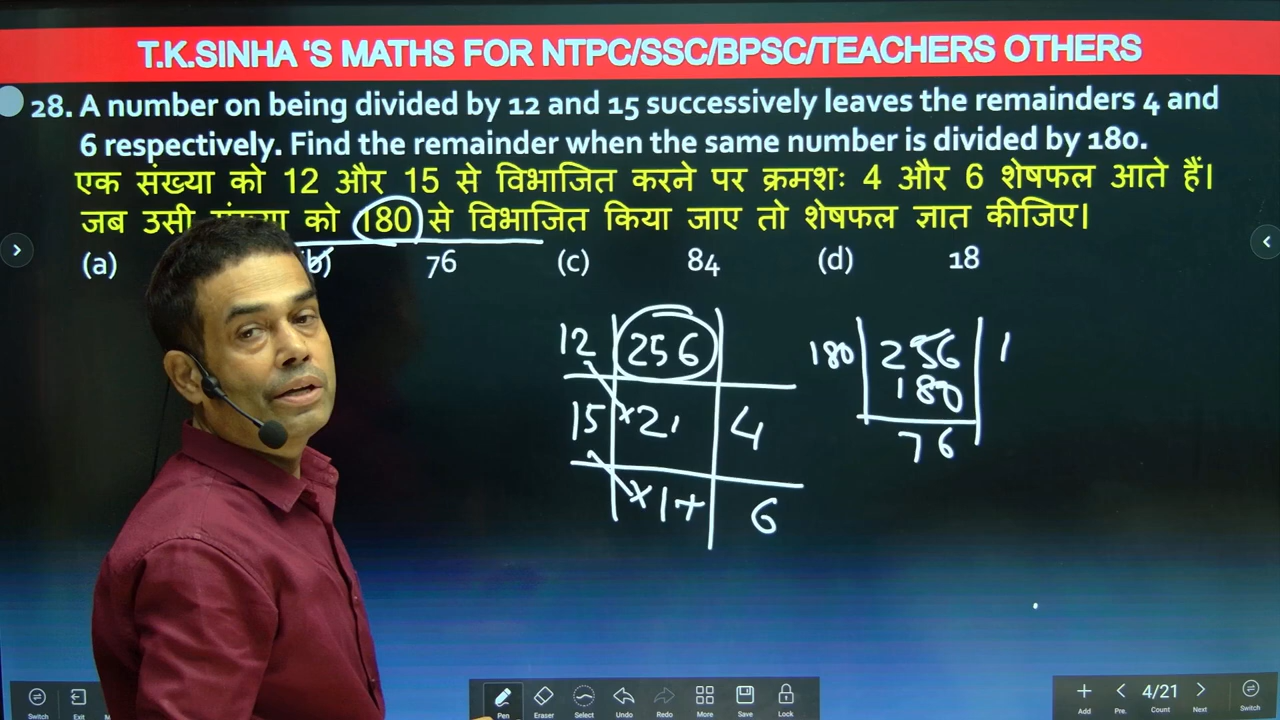 T.K.SINHA 'S MATHS FOR NTPC/SSC/BPSC/TEACHERS OTHERS
28. A number on being divided by 12 and 15 successively leaves the remainders 4 and
6 respectively. Find the remainder when the same number is divided by 180.
एक संख्या को 12 और 15 से विभाजित करने पर क्रमशः 4 और 6 शेषफल आते हैं।
जब उसी को 180 से विभाजित किया जाए तो शेषफल ज्ञात कीजिए।
(a) (b) 76 (c) 84 (d) 18
12 256 180 256 1
180
15 ×21 4 76
×1+ 6
Switch Exit Pen Eraser Select Undo Redo More Save Lock Add Pre. 4/21 Count Next Switch